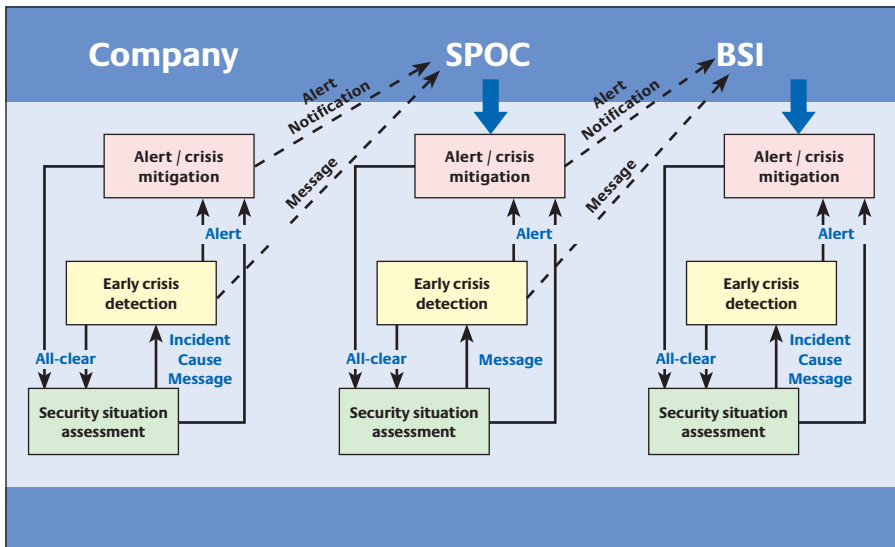 Company
SPOC
BSI
Alert
Notification
Message
Alert
Notification
Message
Alert / crisis
mitigation
Alert
Early crisis
detection
All-clear
Incident
Cause
Message
Security situation
assessment
Alert / crisis
mitigation
Alert
Early crisis
detection
All-clear
Message
Security situation
assessment
Alert / crisis
mitigation
Alert
Early crisis
detection
All-clear
Incident
Cause
Message
Security situation
assessment